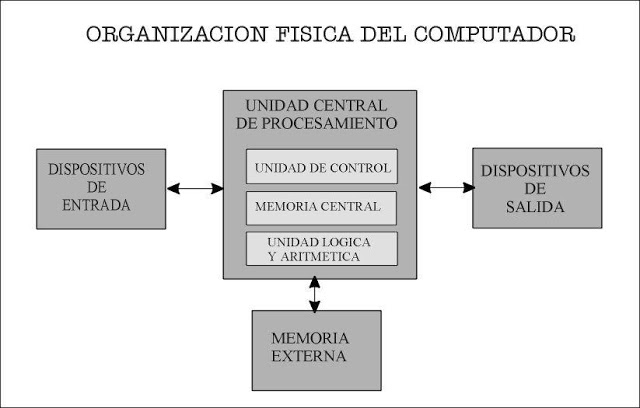 ORGANIZACION FISICA DEL COMPUTADOR
UNIDAD CENTRAL
DE PROCESAMIENTO
UNIDAD DE CONTROL
MEMORIA CENTRAL
UNIDAD LOGICA
Y ARITMETICA
DISPOSITIVOS
DE
ENTRADA
DISPOSITIVOS
DE
SALIDA
MEMORIA
EXTERNA